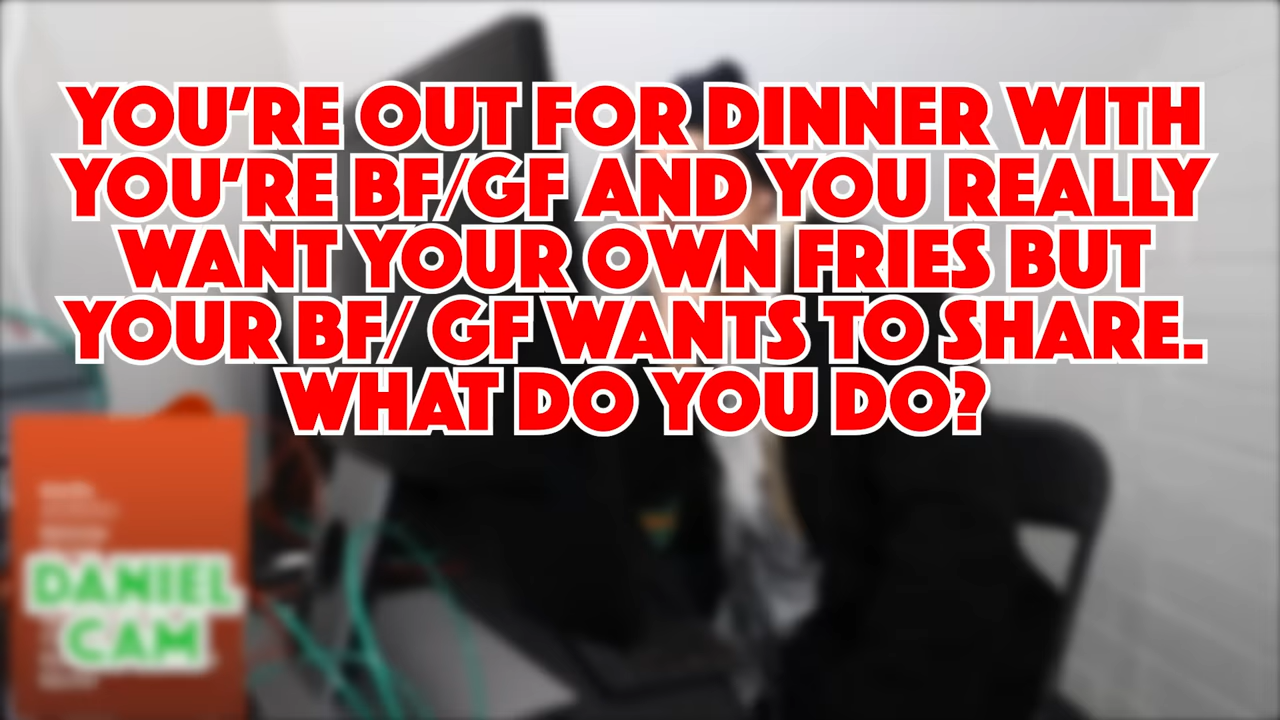 YOU'RE OUT FOR DINNER WITH
YOU'RE BF/GF AND YOU REALLY
WANT YOUR OWN FRIES BUT
YOUR BF/ GF WANTS TO SHARE.
WHAT DO YOU DO?
DANIEL
CAM